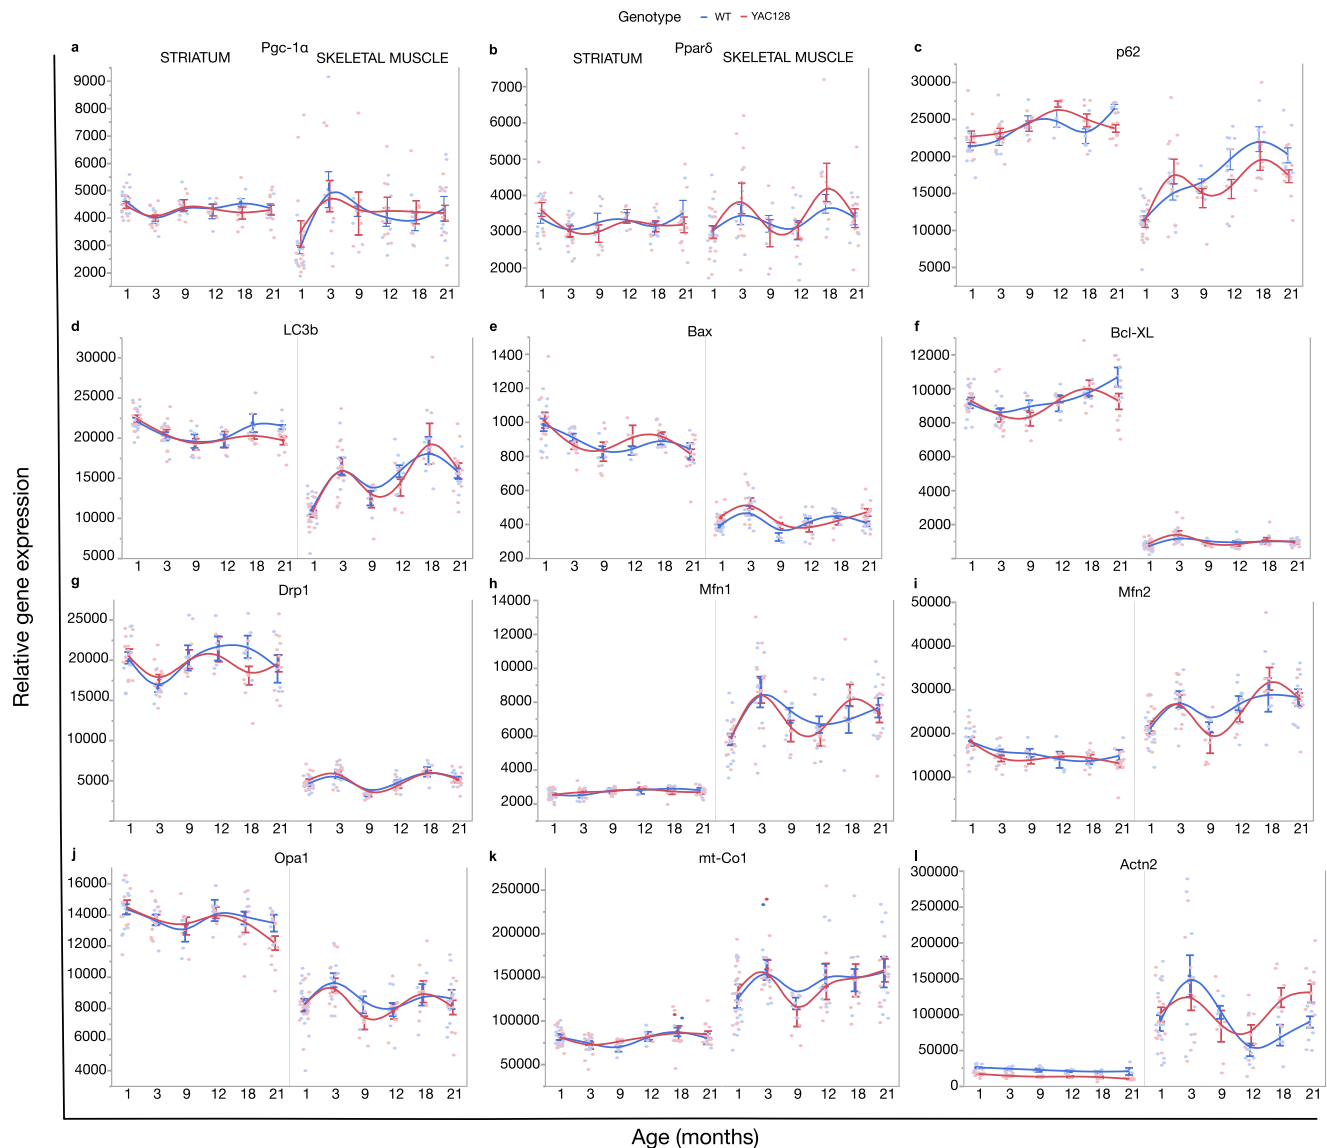 Genotype WT YAC128
a Pgc-1α
STRIATUM SKELETAL MUSCLE
9000
8000
7000
6000
5000
4000
3000
2000
1 3 9 12 18 21 1 3 9 12 18 21
b Pparδ
STRIATUM SKELETAL MUSCLE
7000
6000
5000
4000
3000
2000
1 3 9 12 18 21 1 3 9 12 18 21
c p62
30000
25000
20000
15000
10000
5000
1 3 9 12 18 21 1 3 9 12 18 21
d LC3b
30000
25000
20000
15000
10000
5000
1 3 9 12 18 21 1 3 9 12 18 21
e Bax
1400
1200
1000
800
600
400
200
1 3 9 12 18 21 1 3 9 12 18 21
f Bcl-XL
12000
10000
8000
2000
1 3 9 12 18 21 1 3 9 12 18 21
g Drp1
25000
20000
15000
10000
5000
1 3 9 12 18 21 1 3 9 12 18 21
h Mfn1
14000
12000
10000
8000
6000
4000
2000
1 3 9 12 18 21 1 3 9 12 18 21
i Mfn2
50000
40000
30000
20000
10000
1 3 9 12 18 21 1 3 9 12 18 21
j Opa1
16000
14000
12000
10000
8000
6000
4000
1 3 9 12 18 21 1 3 9 12 18 21
k mt-Co1
250000
200000
150000
100000
50000
1 3 9 12 18 21 1 3 9 12 18 21
l Actn2
300000
250000
200000
150000
100000
50000
0
1 3 9 12 18 21 1 3 9 12 18 21
Relative gene expression
Age (months)